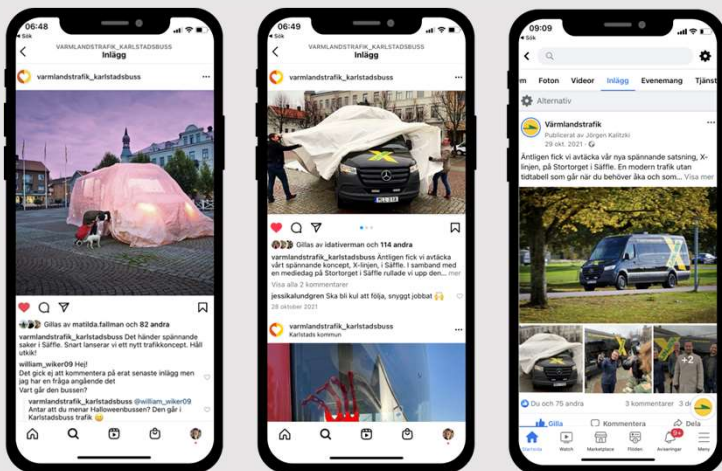 06:48
Sök
VARMLANDSTRAFIK_KARLSTADSBUSS
Inlägg
varmlandstrafik_karlstadsbuss
Gillas av matilda.fallman och 82 andra
varmlandstrafik_karlstadsbuss Det händer spännande
saker i Säffle. Snart lanserar vi ett nytt trafikkoncept. Håll
utkik!
william_wiker09 Hej!
Det gick ej att kommentera på erat senaste inlägg men
jag har en fråga angående det
Vart går den bussen?
varmlandstrafik_karlstadsbuss @william_wiker09
Antar att du menar Halloweenbussen? Den går i
Karlstadsbuss trafik
06:49
Sök
VARMLANDSTRAFIK_KARLSTADSBUSS
Inlägg
varmlandstrafik_karlstadsbuss
Gillas av idativerman och 114 andra
varmlandstrafik_karlstadsbuss Äntligen fick vi avtäcka
vårt spännande koncept, X-linjen, i Säffle. I samband med
en mediedag på Stortorget i Säffle rullade vi upp den... mer
Visa alla 2 kommentarer
jessikalundgren Ska bli kul att följa, snyggt jobbat
28 oktober 2021
varmlandstrafik_karlstadsbuss
Karlstads kommun
09:09
Sök
Foton Videor Inlägg Evenemang Tjänst
Alternativ
Värmlandstrafik
Publicerat av Jörgen Kalitzki
29 okt. 2021
Äntligen fick vi avtäcka vår nya spännande satsning, X-
linjen, på Stortorget i Säffle. En modern trafik utan
tidtabell som går när du behöver åka och som... Visa mer
X
+2
Du och 75 andra
3 kommentarer
Gilla Kommentera Dela
9+
Startsida Watch Marketplace Flöden Aviseringar Meny